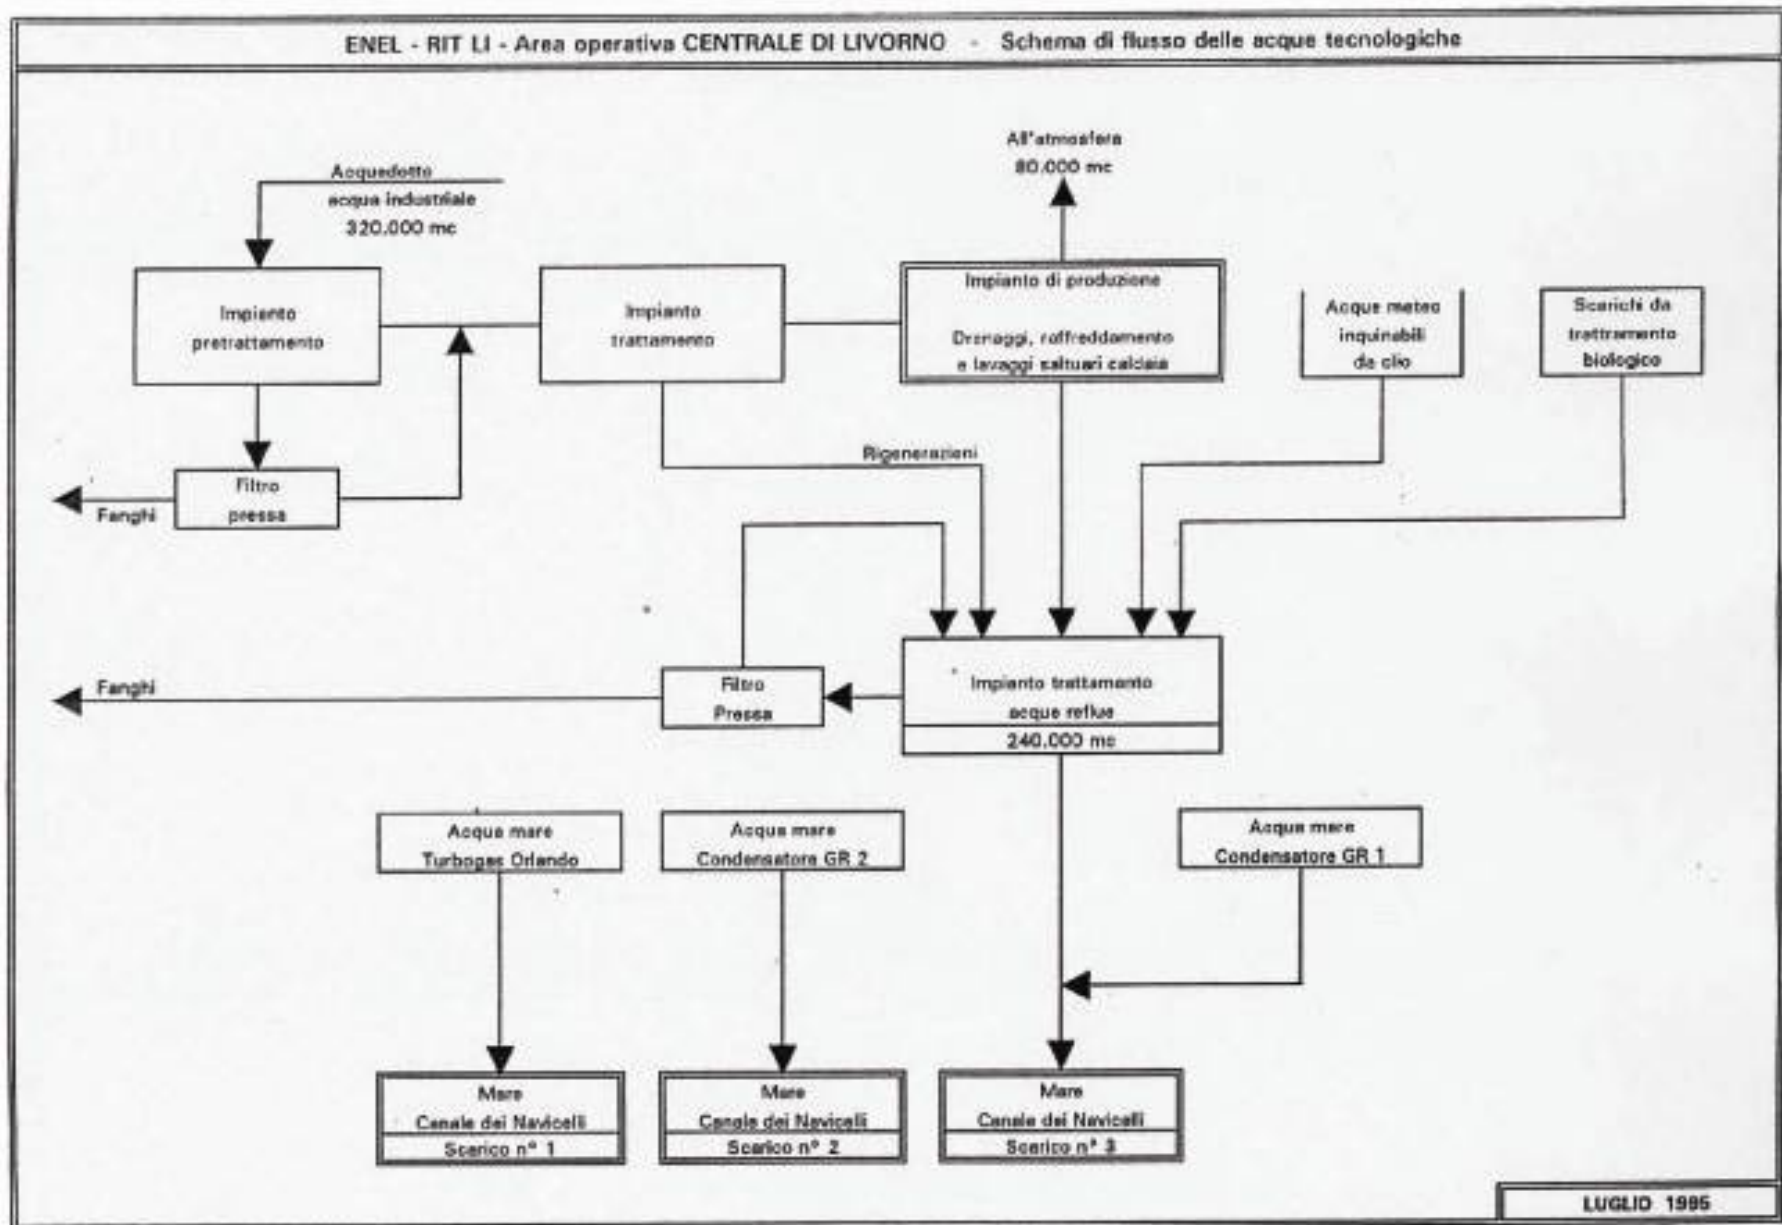 ENEL - RIT LI - Area operativa CENTRALE DI LIVORNO - Schema di flusso delle acque tecnologiche
All'atmosfera
80.000 mc
Acquedotto
acqua industriale
320.000 mc
Impianto
pretrattamento
Impianto
trattamento
Impianto di produzione
Drenaggi, raffreddamento
e lavaggi saltuari caldaia
Acque meteo
inquinabili
da olio
Scarichi da
trattramento
biologico
Rigenerazioni
Filtro
pressa
Fanghi
Fanghi
Filtro
Pressa
Impianto trattamento
acque reflue
240.000 mc
Acqua mare
Turbogas Orlando
Acqua mare
Condensatore GR 2
Acqua mare
Condensatore GR 1
Mare
Canale dei Navicelli
Scarico n° 1
Mare
Canale dei Navicelli
Scarico n° 2
Mare
Canale dei Navicelli
Scarico n° 3
LUGLIO 1995